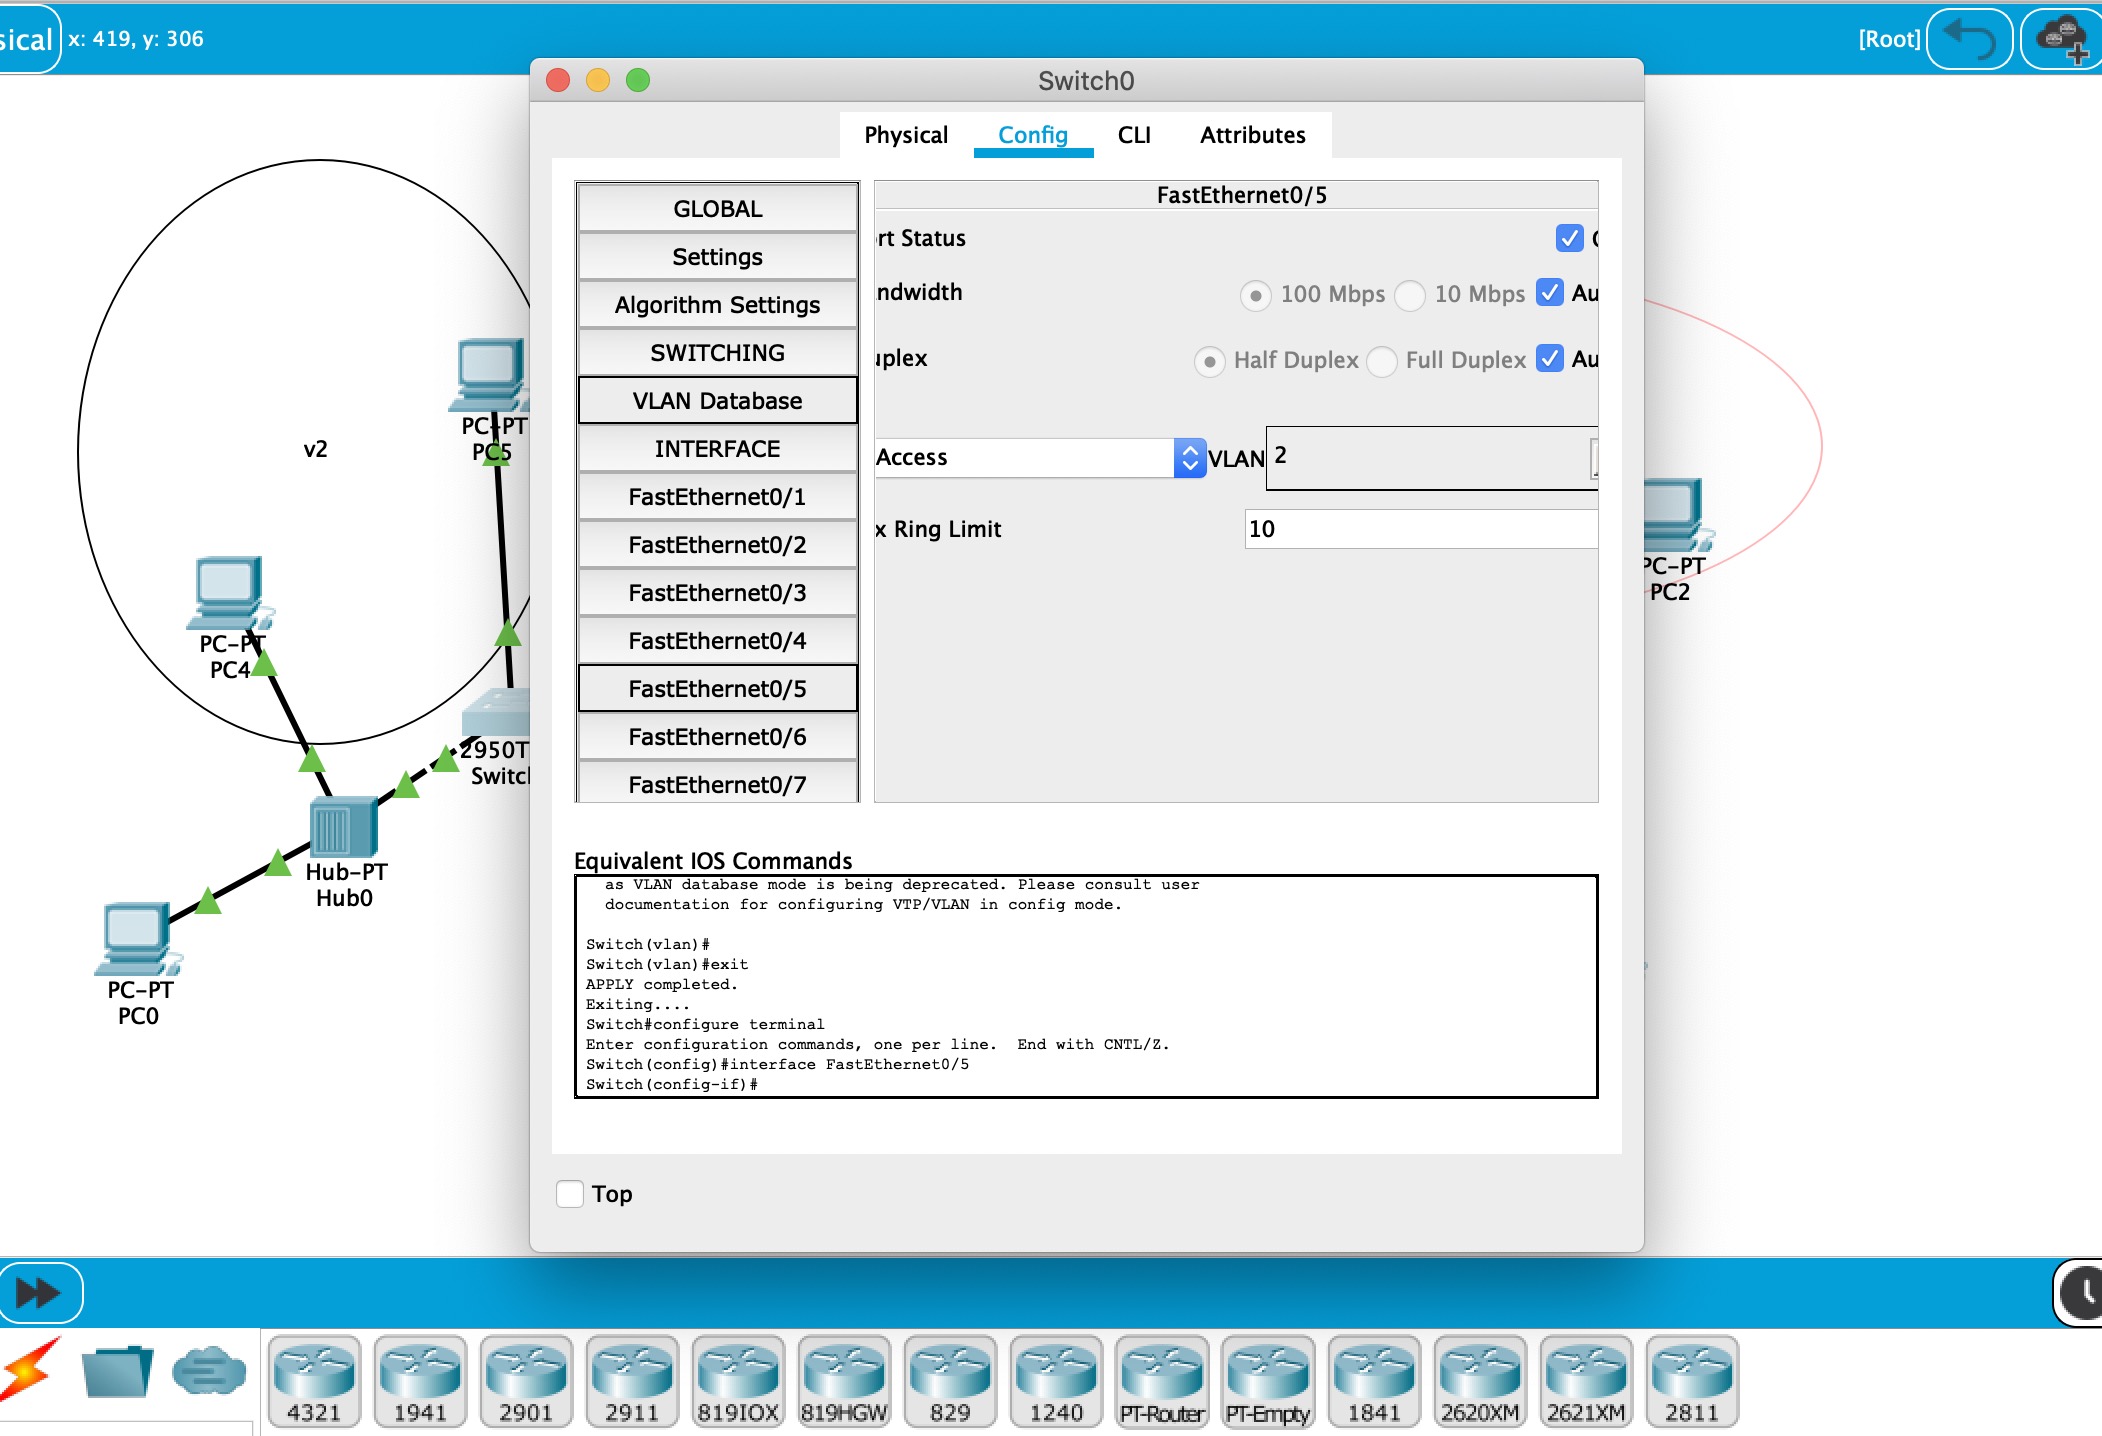 sical x: 419, y: 306
[Root]
Switch0
Physical Config CLI Attributes
GLOBAL
Settings
Algorithm Settings
SWITCHING
VLAN Database
INTERFACE
FastEthernet0/1
FastEthernet0/2
FastEthernet0/3
FastEthernet0/4
FastEthernet0/5
FastEthernet0/6
FastEthernet0/7
FastEthernet0/5
rt Status
ndwidth 100 Mbps 10 Mbps Au
uplex Half Duplex Full Duplex Au
Access VLAN 2
x Ring Limit 10
Equivalent IOS Commands
as VLAN database mode is being deprecated. Please consult user
documentation for configuring VTP/VLAN in config mode.
Switch(vlan)#
Switch(vlan)#exit
APPLY completed.
Exiting....
Switch#configure terminal
Enter configuration commands, one per line. End with CNTL/Z.
Switch(config)#interface FastEthernet0/5
Switch(config-if)#
Top
v2
PC-PT
PC5
PC-PT
PC4
2950T
Switch
Hub-PT
Hub0
PC-PT
PC0
PC-PT
PC2
4321 1941 2901 2911 819IOX 819HGW 829 1240 PT-Router PT-Empty 1841 2620XM 2621XM 2811